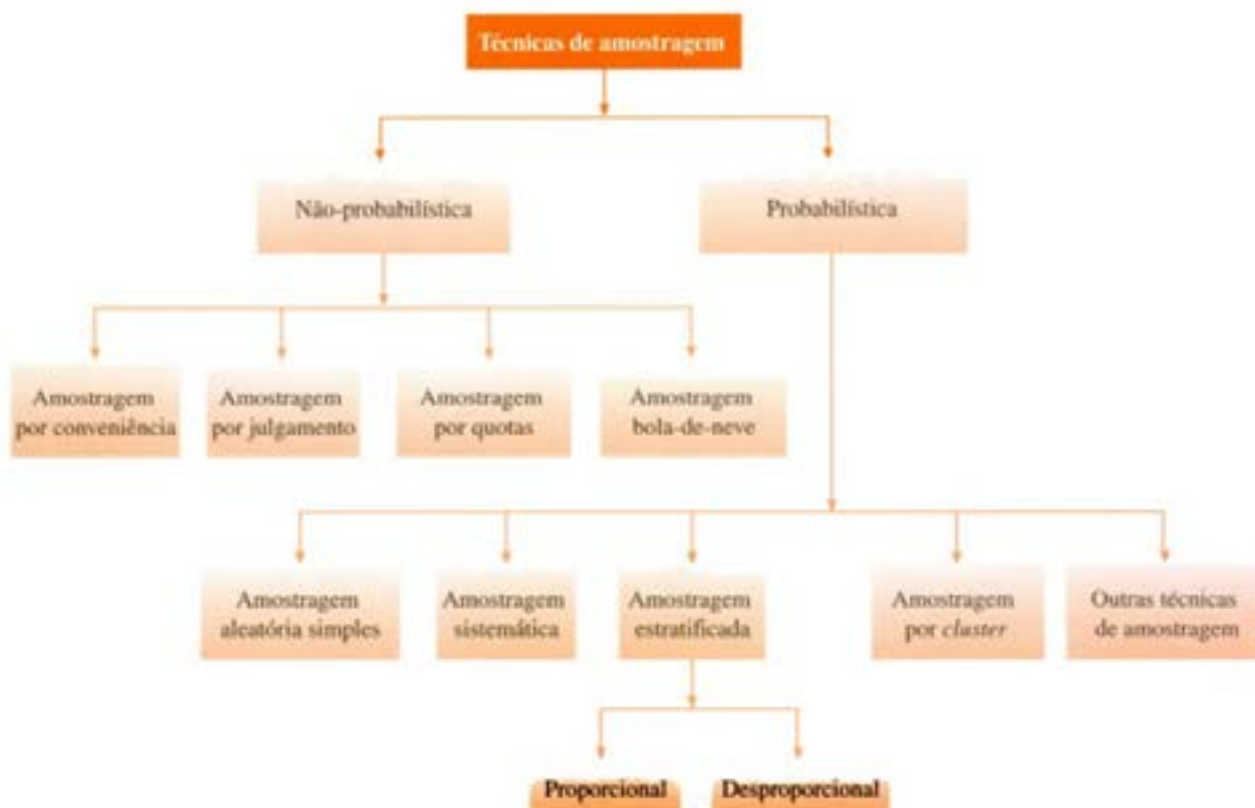 Técnicas de amostragem
Não-probabilística
Probabilística
Amostragem
por conveniência
Amostragem
por julgamento
Amostragem
por quotas
Amostragem
bola-de-neve
Amostragem
aleatória simples
Amostragem
sistemática
Amostragem
estratificada
Amostragem
por cluster
Outras técnicas
de amostragem
Proporcional
Desproporcional